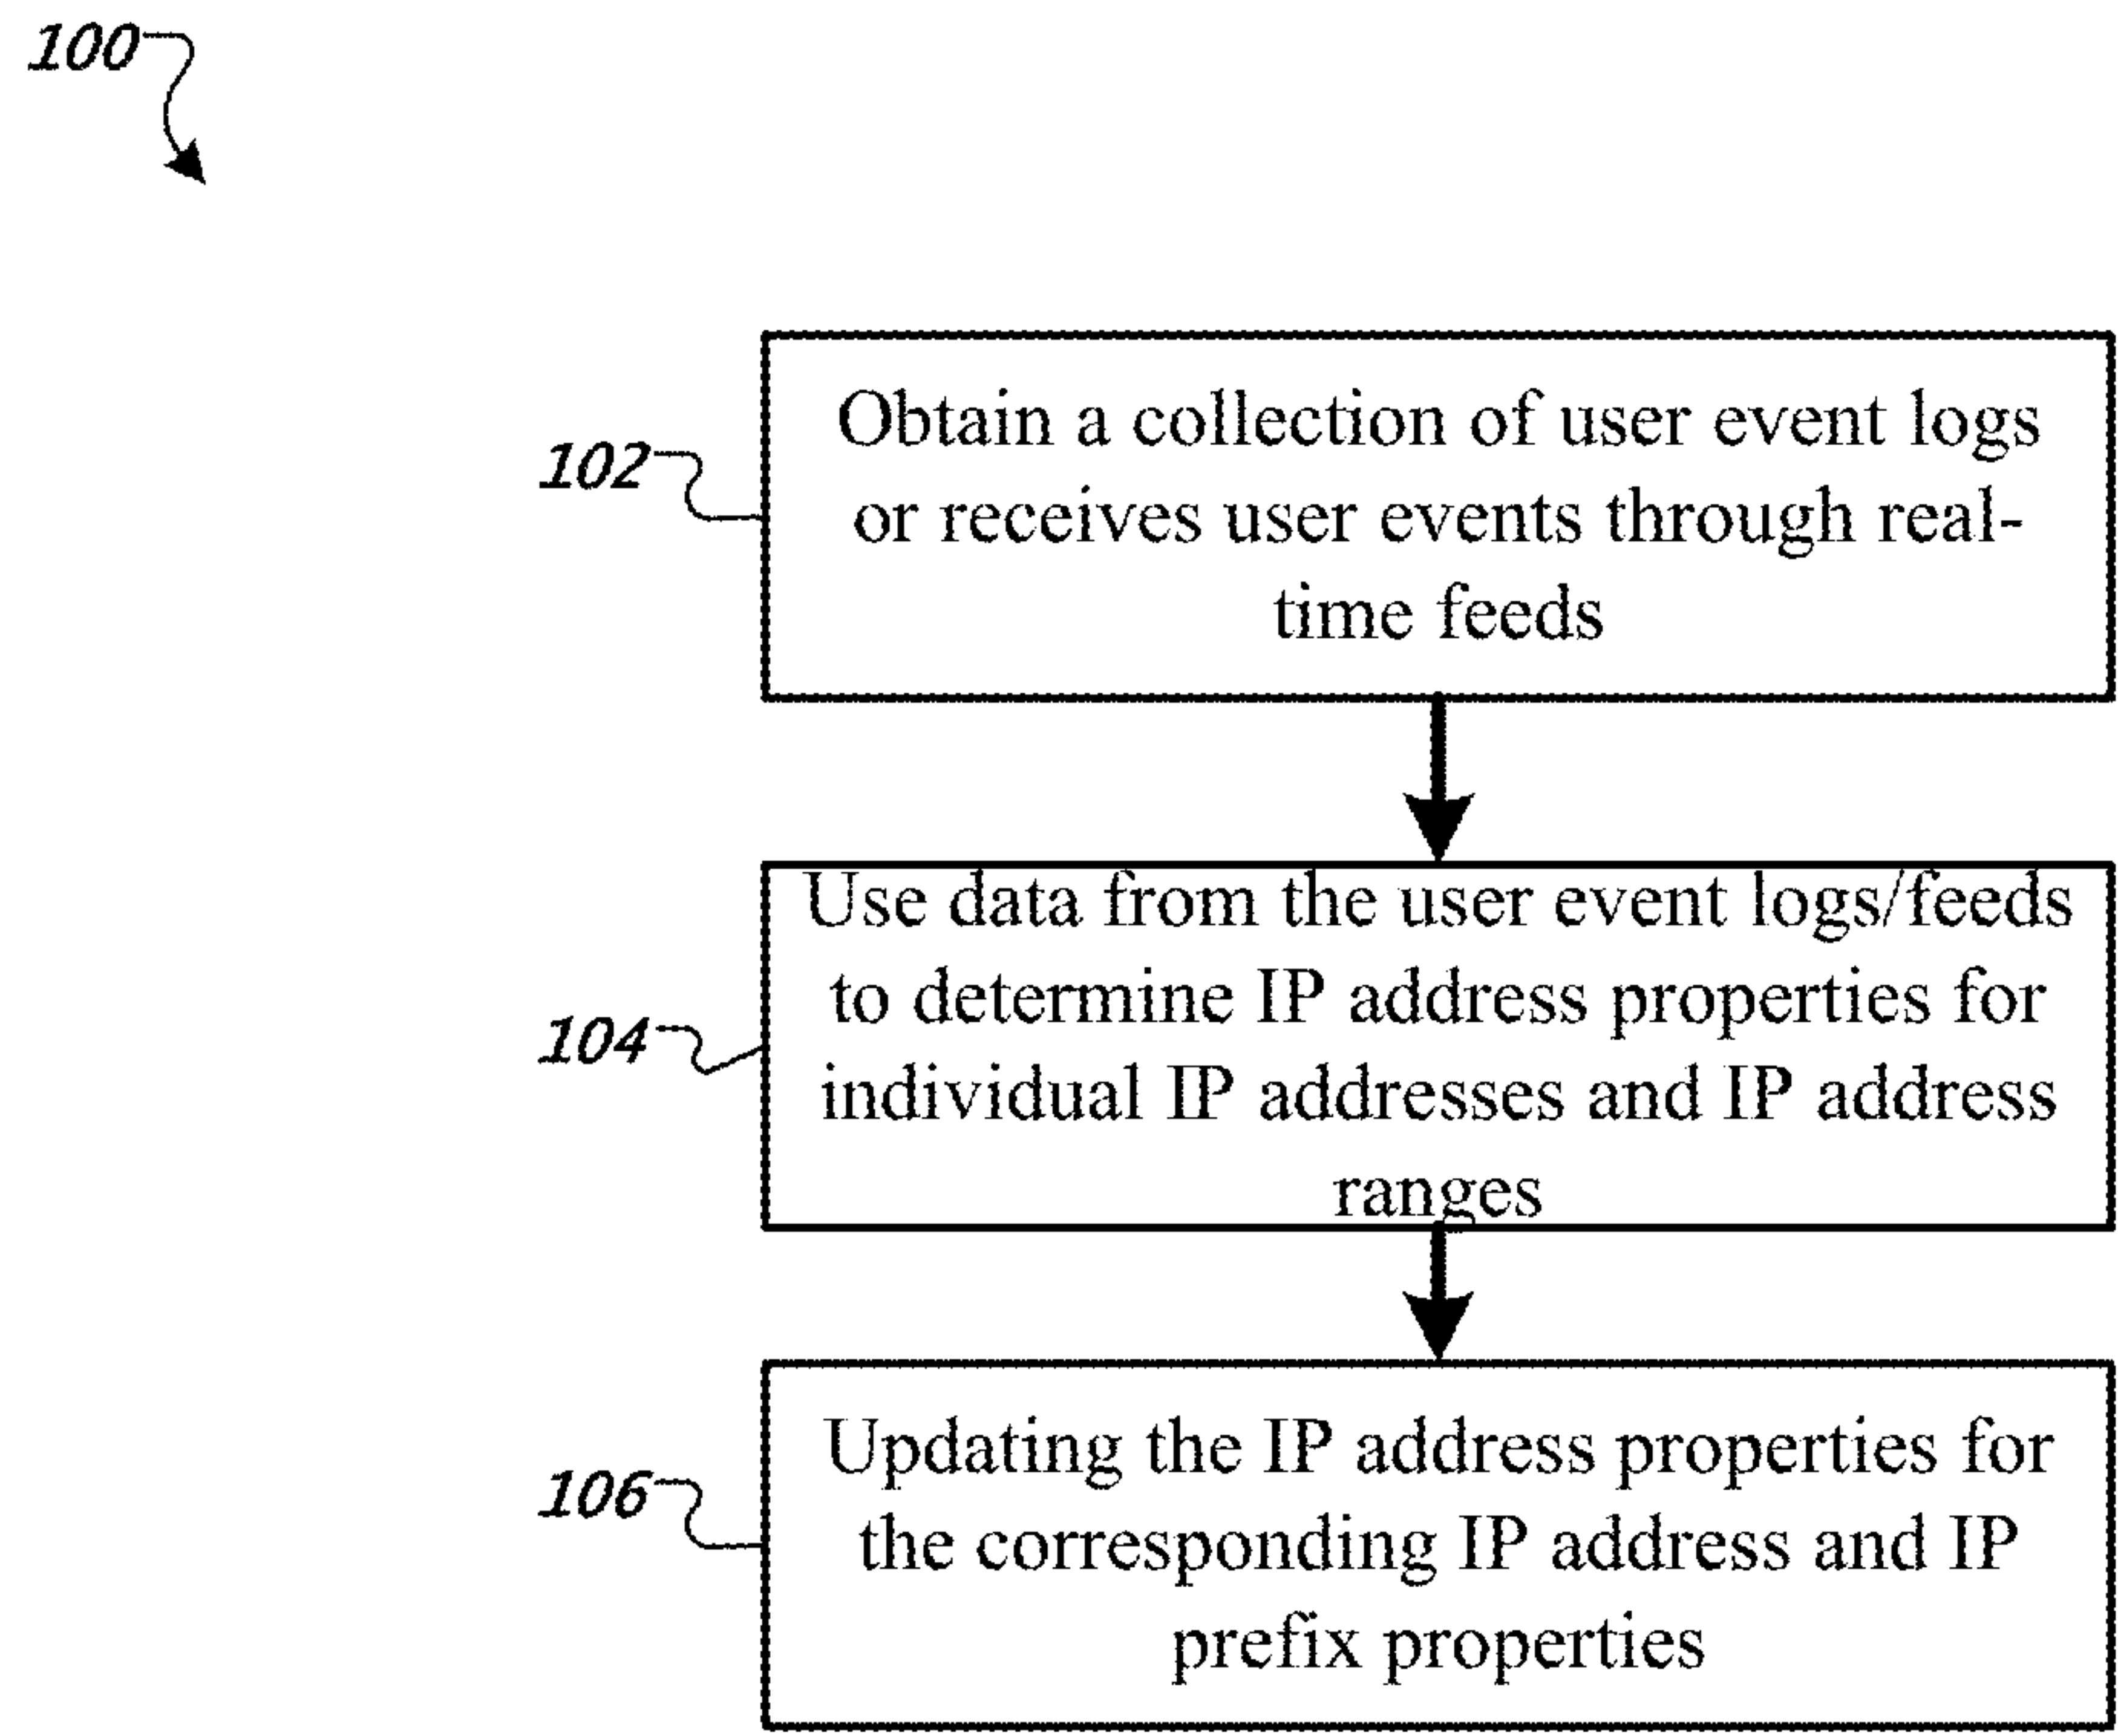 100
102
Obtain a collection of user event logs
or receives user events through real-
time feeds
104
Use data from the user event logs/feeds
to determine IP address properties for
individual IP addresses and IP address
ranges
106
Updating the IP address properties for
the corresponding IP address and IP
prefix properties